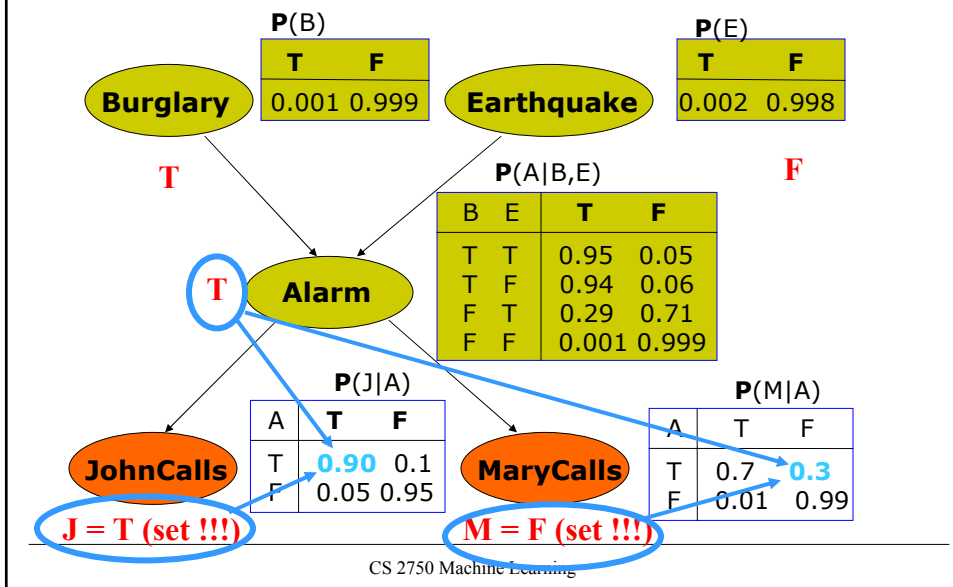 P(B)
T F
0.001 0.999
P(E)
T F
0.002 0.998
Burglary
Earthquake
T
F
P(A|B,E)
B E T F
T T 0.95 0.05
T F 0.94 0.06
F T 0.29 0.71
F F 0.001 0.999
T
Alarm
P(J|A)
A T F
T 0.90 0.1
F 0.05 0.95
P(M|A)
A T F
T 0.7 0.3
F 0.01 0.99
JohnCalls
MaryCalls
J = T (set !!!)
M = F (set !!!)
CS 2750 Machine Learning